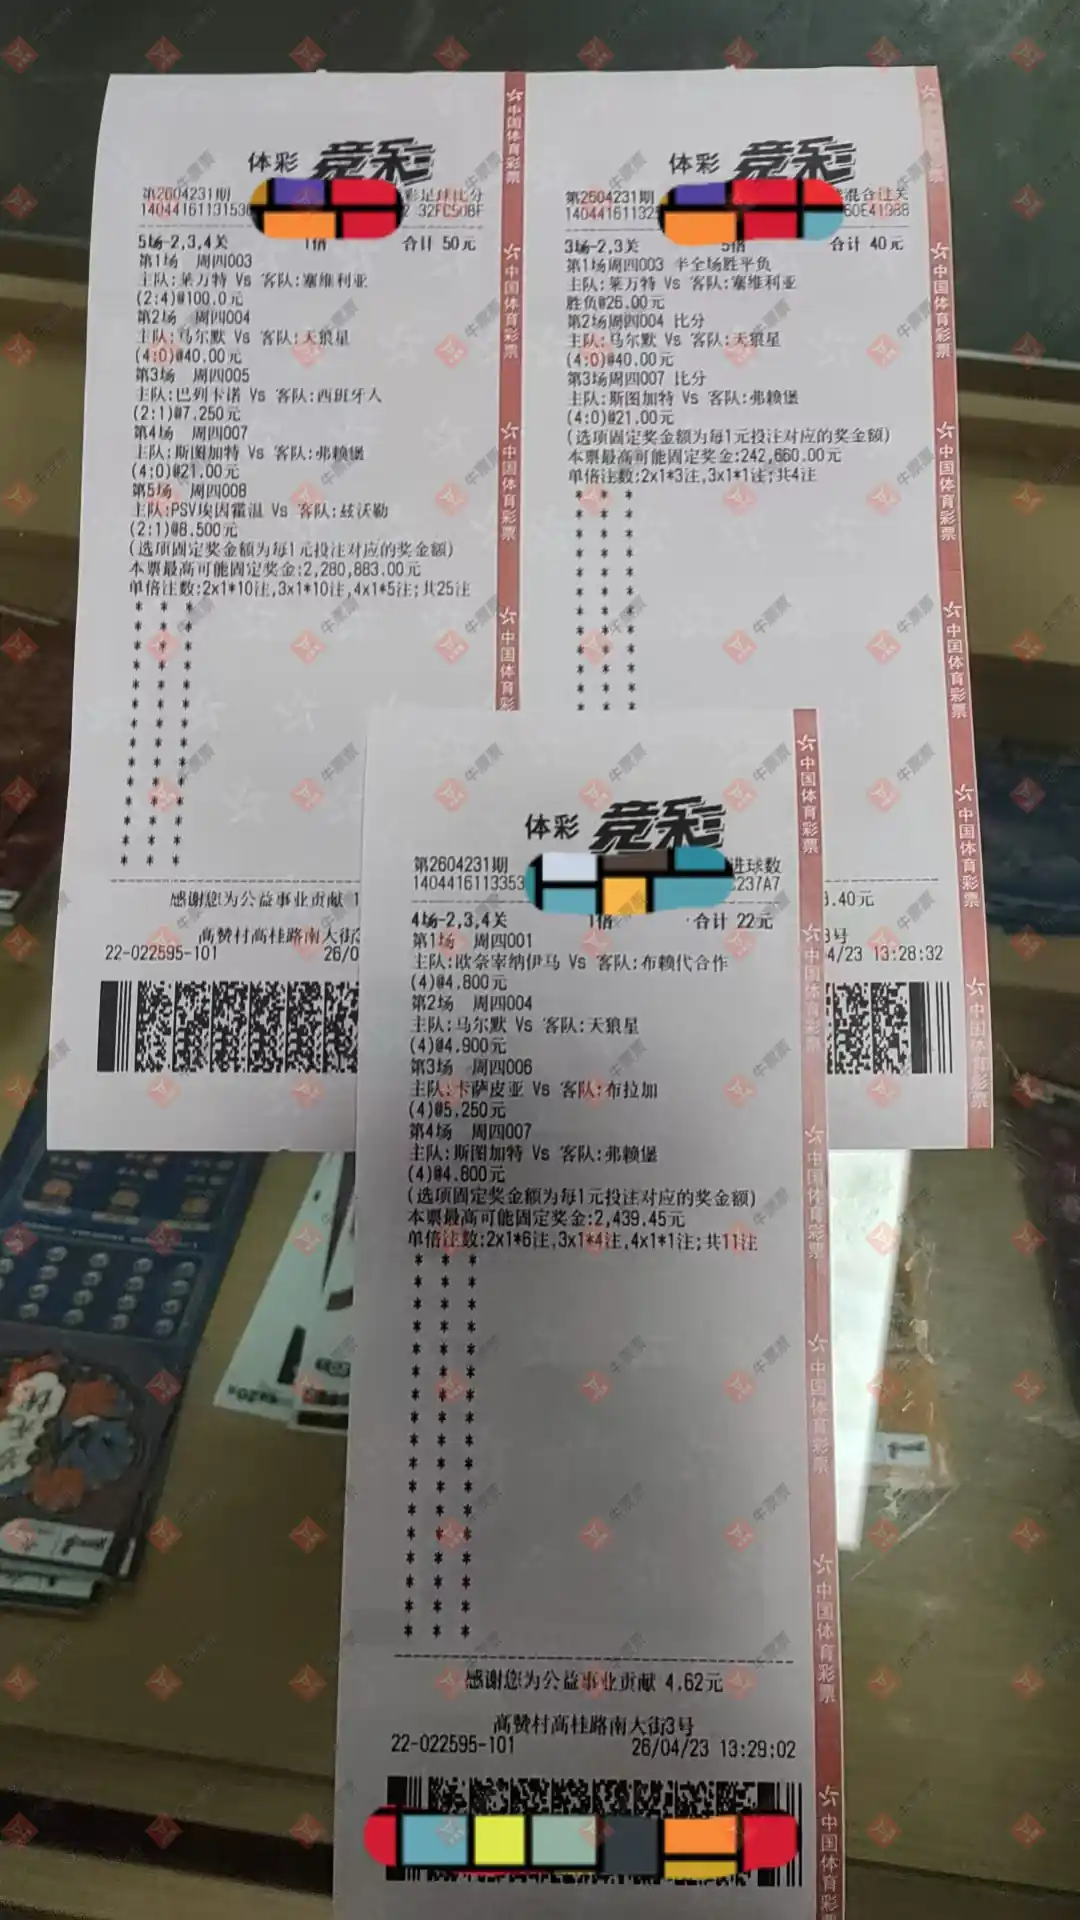 体彩 竞彩
第2604231期 彩足球比分
14044161131530 2 32FC50BF
5场-2,3,4关 1倍 合计 50元
第1场 周四003
主队:莱万特 Vs 客队:塞维利亚
(2:4)@100.0元
第2场 周四004
主队:马尔默 Vs 客队:天狼星
(4:0)@40.00元
第3场 周四005
主队:巴列卡诺 Vs 客队:西班牙人
(2:1)@7.250元
第4场 周四007
主队:斯图加特 Vs 客队:弗赖堡
(4:0)@21.00元
第5场 周四008
主队:PSV埃因霍温 Vs 客队:兹沃勒
(2:1)@8.500元
(选项固定奖金额为每1元投注对应的奖金额)
本票最高可能固定奖金:2,280,883.00元
单倍注数:2x1*10注,3x1*10注,4x1*5注;共25注
感谢您为公益事业贡献 1
高赞村高桂路南大街3
22-022595-101 26/0
体彩 竞彩
第2604231期 混合过关
1404416113 60E41988
3场-2,3关 5倍 合计 40元
第1场周四003 半全场胜平负
主队:莱万特 Vs 客队:塞维利亚
胜负@26.00元
第2场周四004 比分
主队:马尔默 Vs 客队:天狼星
(4:0)@40.00元
第3场周四007 比分
主队:斯图加特 Vs 客队:弗赖堡
(4:0)@21.00元
(选项固定奖金额为每1元投注对应的奖金额)
本票最高可能固定奖金:242,660.00元
单倍注数:2x1*3注,3x1*1注;共4注
8.40元
3号
4/23 13:28:32
体彩 竞彩
第2604231期 进球数
14044161133353 C237A7
4场-2,3,4关 1倍 合计 22元
第1场 周四001
主队:欧奈宰纳伊马 Vs 客队:布赖代合作
(4)@4.800元
第2场 周四004
主队:马尔默 Vs 客队:天狼星
(4)@4.900元
第3场 周四006
主队:卡萨皮亚 Vs 客队:布拉加
(4)@5.250元
第4场 周四007
主队:斯图加特 Vs 客队:弗赖堡
(4)@4.800元
(选项固定奖金额为每1元投注对应的奖金额)
本票最高可能固定奖金:2,439.45元
单倍注数:2x1*6注,3x1*4注,4x1*1注;共11注
感谢您为公益事业贡献 4.62元
高赞村高桂路南大街3号
22-022595-101 26/04/23 13:29:02
中国体育彩票
牛票票